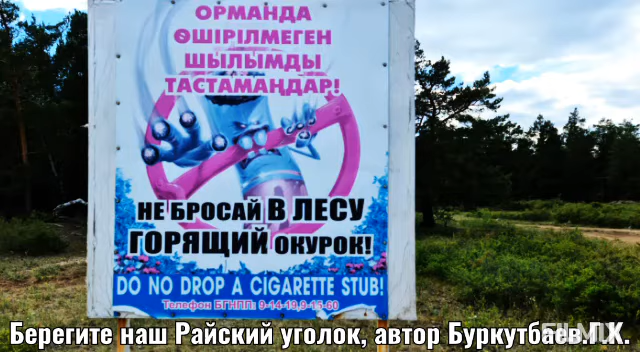 ОРМАНДА
ӨШІРІЛМЕГЕН
ШЫЛЫМДЫ
ТАСТАМАҢДАР!
НЕ БРОСАЙ В ЛЕСУ
ГОРЯЩИЙ ОКУРОК!
DO NO DROP A CIGARETTE STUB!
Телефон БГНПП: 9-14-19,9-15-60
Берегите наш Райский уголок, автор Буркутбаев.Г.К.